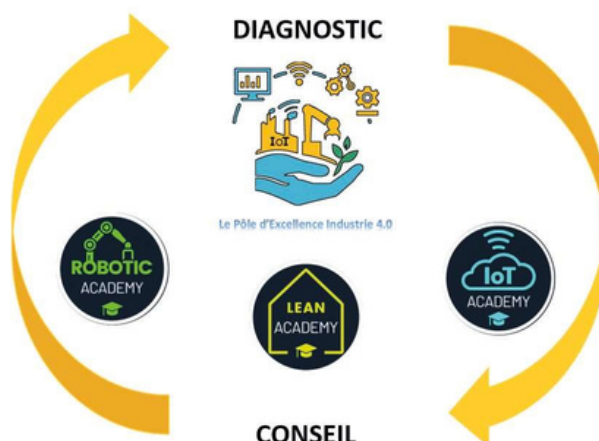 DIAGNOSTIC
IoT
Le Pôle d'Excellence Industrie 4.0
ROBOTIC
ACADEMY
LEAN
ACADEMY
IoT
ACADEMY
CONSEIL